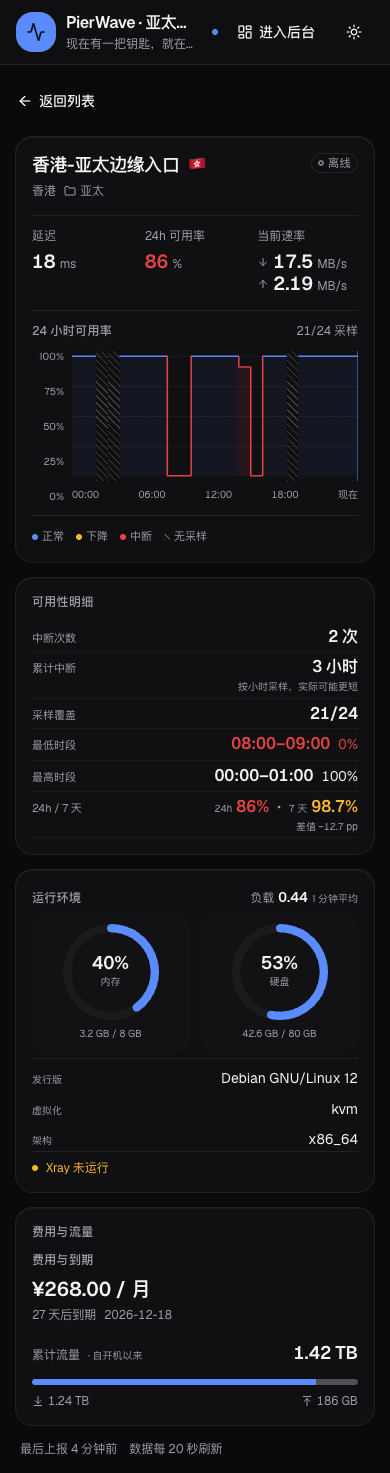 PierWave · 亚太...
现在有一把钥匙，就在...
进入后台
返回列表
香港-亚太边缘入口
离线
香港 亚太
延迟 24h 可用率 当前速率
18 ms 86 % ↓ 17.5 MB/s
↑ 2.19 MB/s
24 小时可用率 21/24 采样
100%
75%
50%
25%
0%
00:00 06:00 12:00 18:00 现在
正常 下降 中断 无采样
可用性明细
中断次数 2 次
累计中断 3 小时
按小时采样，实际可能更短
采样覆盖 21/24
最低时段 08:00–09:00 0%
最高时段 00:00–01:00 100%
24h / 7 天 24h 86% · 7 天 98.7%
差值 −12.7 pp
运行环境 负载 0.44 1 分钟平均
40% 53%
内存 硬盘
3.2 GB / 8 GB 42.6 GB / 80 GB
发行版 Debian GNU/Linux 12
虚拟化 kvm
架构 x86_64
Xray 未运行
费用与流量
费用与到期
¥268.00 / 月
27 天后到期 2026-12-18
累计流量 · 自开机以来 1.42 TB
1.24 TB 186 GB
最后上报 4 分钟前 数据每 20 秒刷新